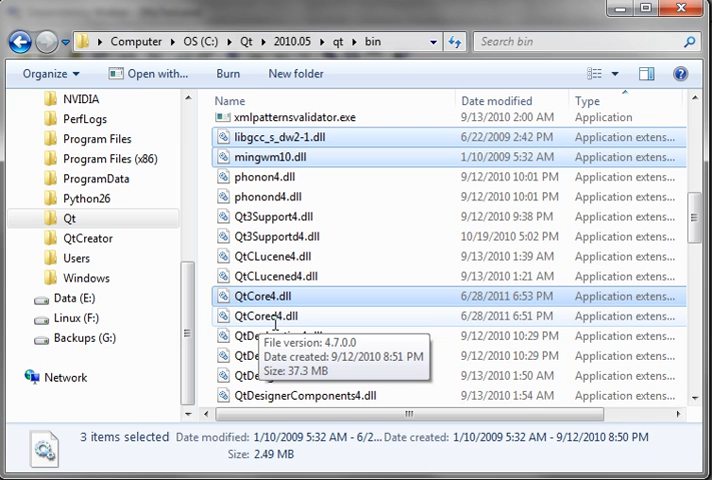 Computer ▸ OS (C:) ▸ Qt ▸ 2010.05 ▸ qt ▸ bin
Search bin
Organize Open with... Burn New folder
NVIDIA
PerfLogs
Program Files
Program Files (x86)
ProgramData
Python26
Qt
QtCreator
Users
Windows
Data (E:)
Linux (F:)
Backups (G:)
Network
Name Date modified Type
xmlpatternsvalidator.exe 9/13/2010 2:00 AM Application
libgcc_s_dw2-1.dll 6/22/2009 2:42 PM Application extens...
mingwm10.dll 1/10/2009 5:32 AM Application extens...
phonon4.dll 9/12/2010 10:01 PM Application extens...
phonond4.dll 9/12/2010 10:01 PM Application extens...
Qt3Support4.dll 9/12/2010 9:38 PM Application extens...
Qt3Supportd4.dll 10/19/2010 5:02 PM Application extens...
QtCLucene4.dll 9/13/2010 1:39 AM Application extens...
QtCLucened4.dll 9/13/2010 1:21 AM Application extens...
QtCore4.dll 6/28/2011 6:53 PM Application extens...
QtCored4.dll 6/28/2011 6:51 PM Application extens...
9/12/2010 10:29 PM Application extens...
9/12/2010 10:29 PM Application extens...
9/13/2010 1:50 AM Application extens...
QtDesignerComponents4.dll 9/13/2010 1:54 AM Application extens...
File version: 4.7.0.0
Date created: 9/12/2010 8:51 PM
Size: 37.3 MB
3 items selected Date modified: 1/10/2009 5:32 AM - 6/2... Date created: 1/10/2009 5:32 AM - 9/12/2010 8:50 PM
Size: 2.49 MB